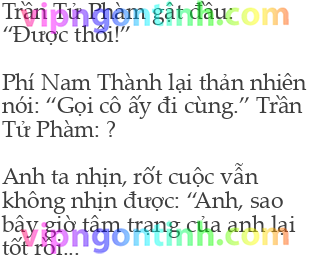 Trần Tử Phàm gật đầu:
“Được thôi!”
Phí Nam Thành lại thản nhiên
nói: “Gọi cô ấy đi cùng.” Trần
Tử Phàm: ?
Anh ta nhịn, rốt cuộc vẫn
không nhịn được: “Anh, sao
bây giờ tâm trạng của anh lại
tốt rồi...
vipngontinh.com
vipngontinh.com